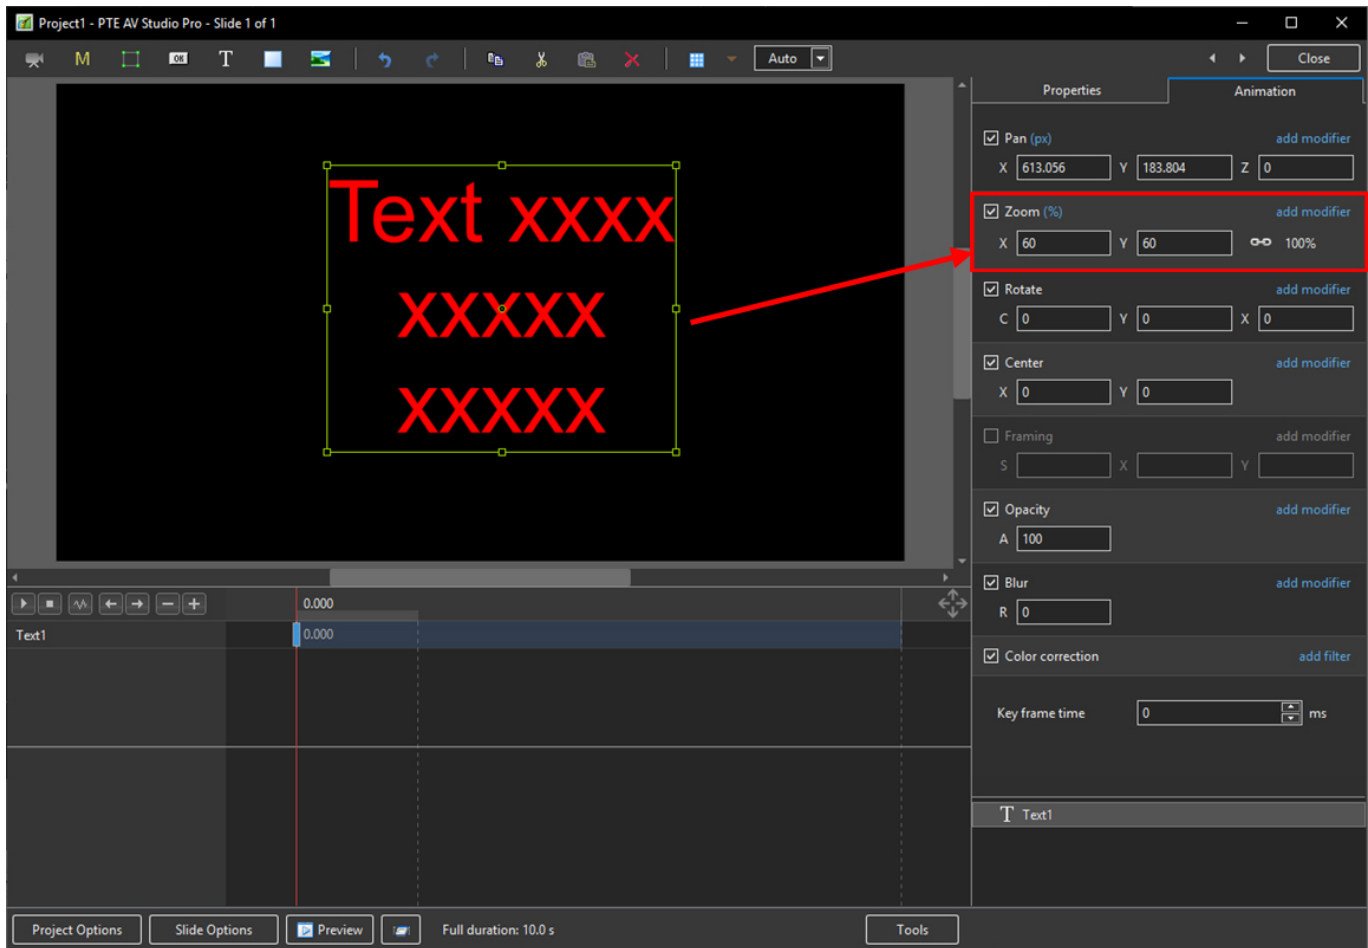 Project1 - PTE AV Studio Pro - Slide 1 of 1
M OK T Auto Close
Properties Animation
Pan (px) add modifier
X 613.056 Y 183.804 Z 0
Zoom (%) add modifier
X 60 Y 60 100%
Rotate add modifier
C 0 Y 0 X 0
Center add modifier
X 0 Y 0
Framing add modifier
S X Y
Opacity add modifier
A 100
Blur add modifier
R 0
Color correction add filter
Key frame time 0 ms
T Text1
Text xxxx
xxxxx
xxxxx
0.000
Text1 0.000
Project Options Slide Options Preview Full duration: 10.0 s Tools